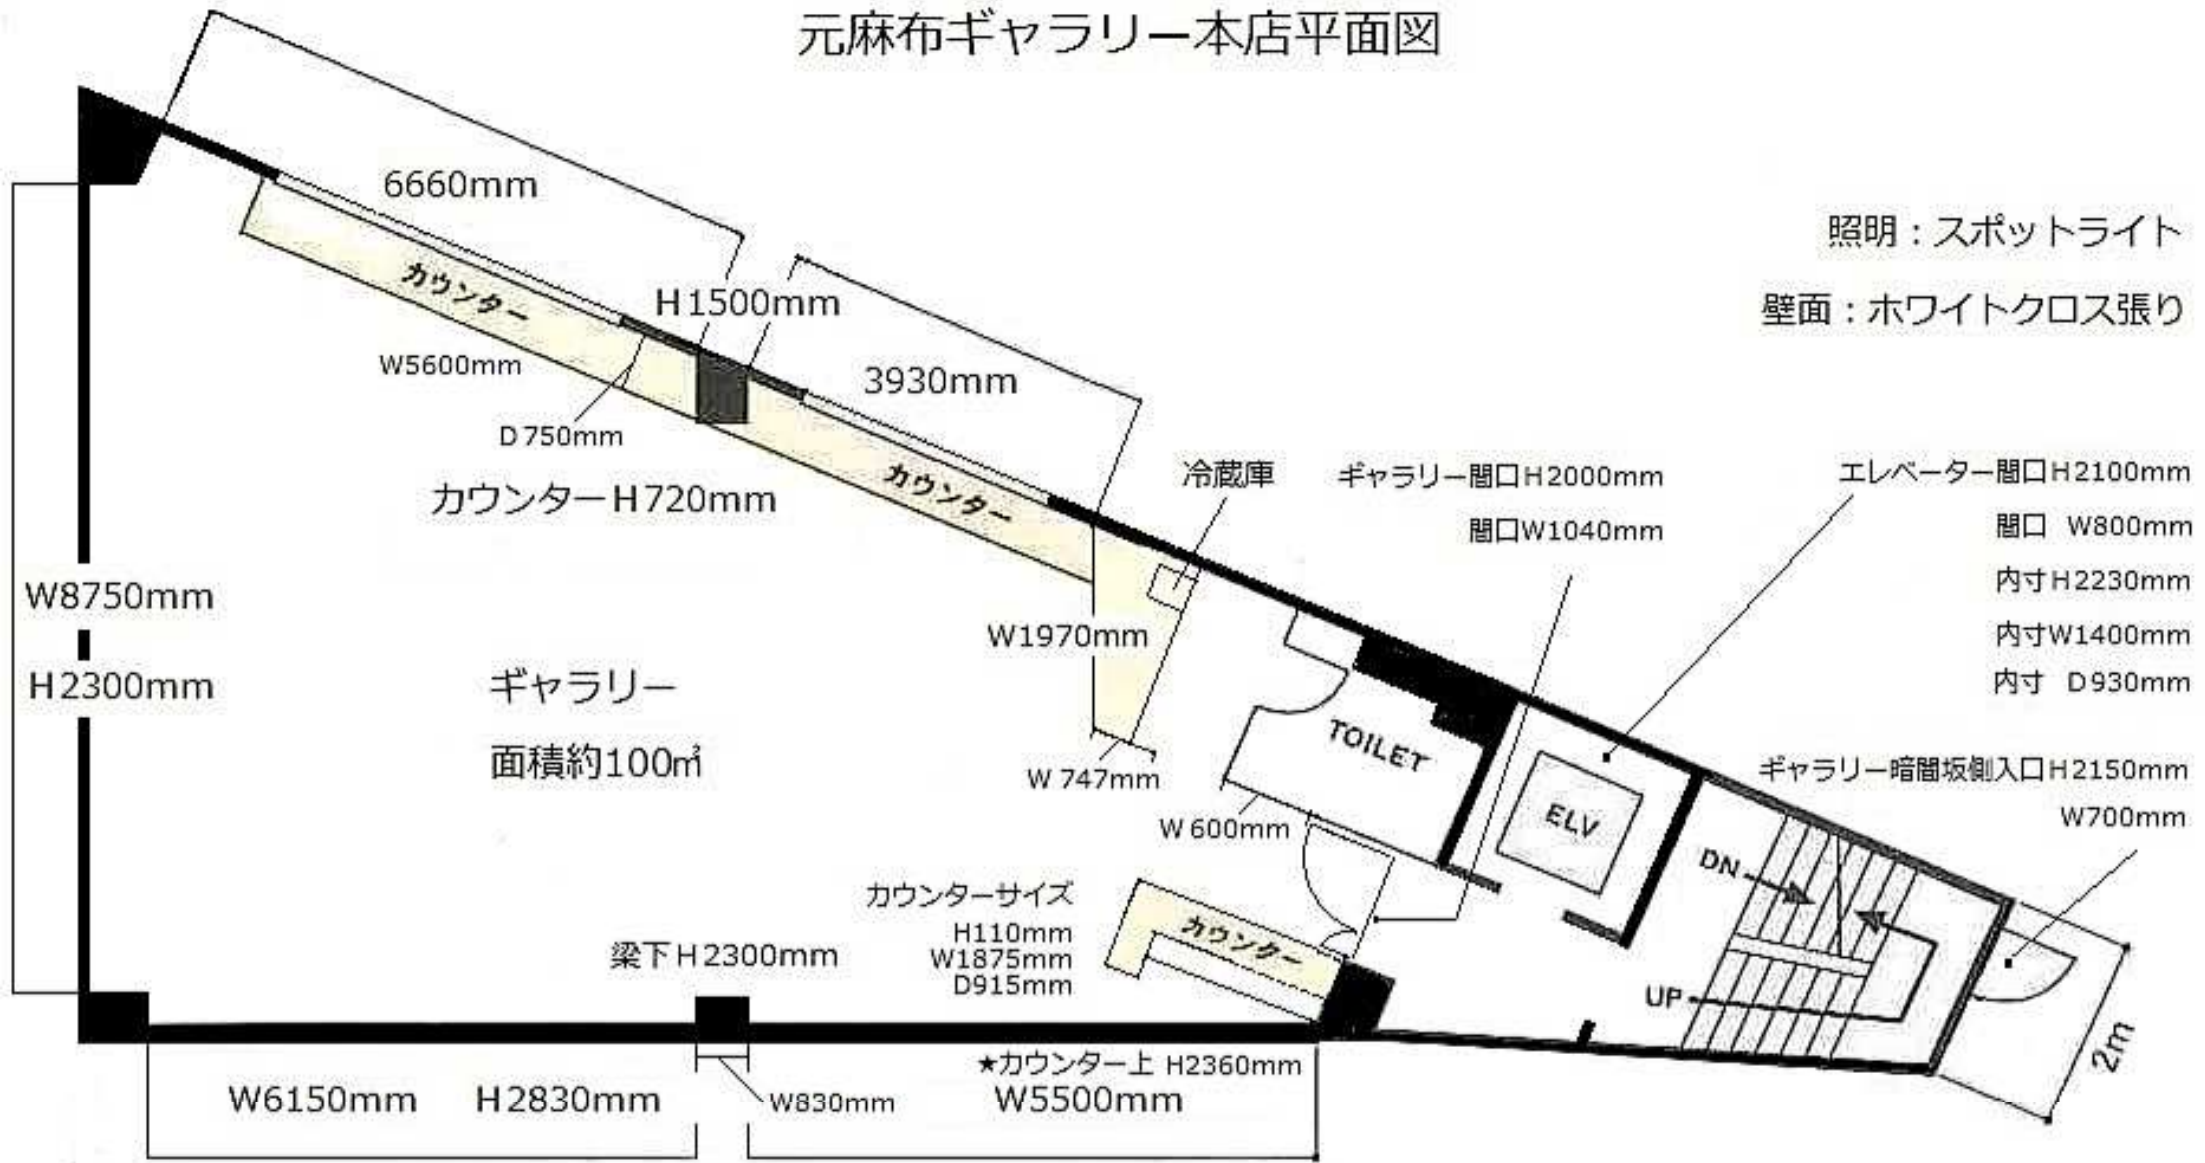 元麻布ギャラリー本店平面図
6660mm
照明：スポットライト
H1500mm
壁面：ホワイトクロス張り
カウンター
W5600mm
3930mm
D750mm
カウンターH720mm
カウンター
冷蔵庫
ギャラリー間口H2000mm
間口W1040mm
エレベーター間口H2100mm
間口 W800mm
内寸H2230mm
内寸W1400mm
内寸 D930mm
W8750mm
H2300mm
W1970mm
ギャラリー
面積約100㎡
W747mm
TOILET
W600mm
ELV
ギャラリー暗闇坂側入口H2150mm
W700mm
DN
UP
2m
カウンターサイズ
H110mm
W1875mm
D915mm
カウンター
梁下H2300mm
★カウンター上 H2360mm
W6150mm H2830mm
W830mm
W5500mm